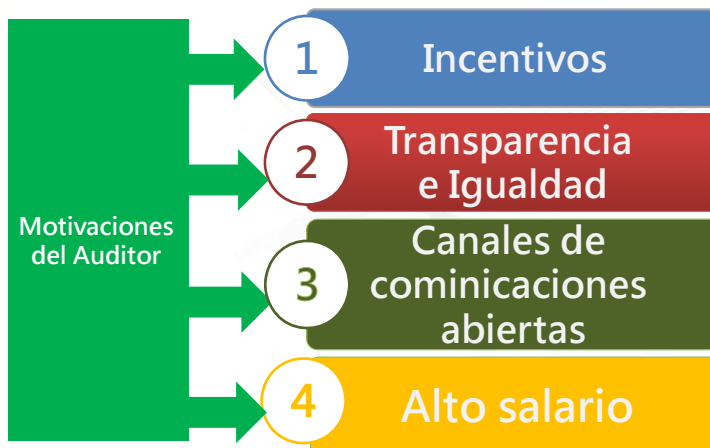 Motivaciones
del Auditor
1
Incentivos
2
Transparencia
e Igualdad
3
Canales de
cominicaciones
abiertas
4
Alto salario